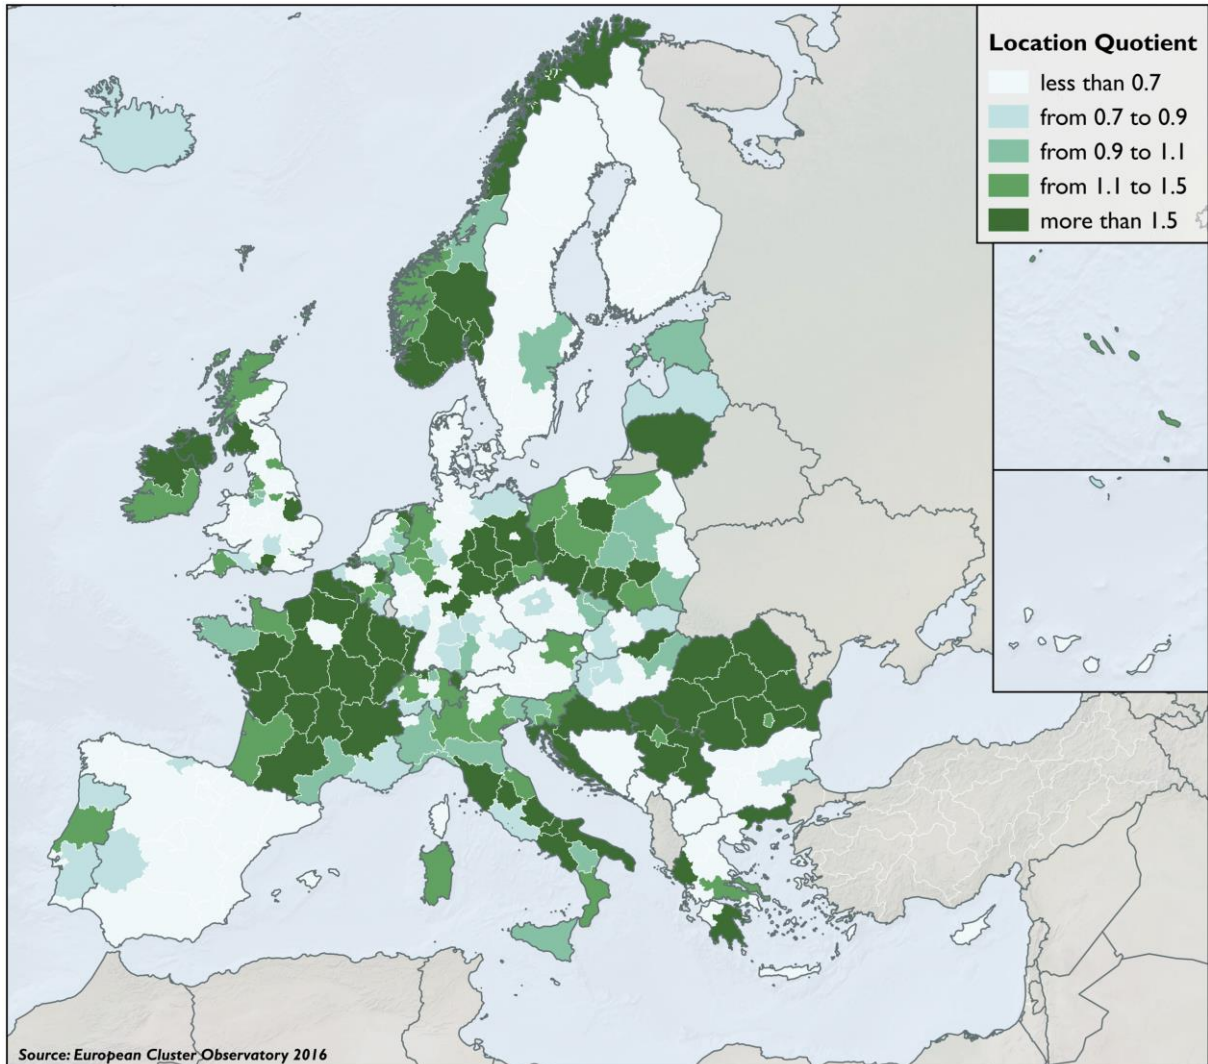 Location Quotient
less than 0.7
from 0.7 to 0.9
from 0.9 to 1.1
from 1.1 to 1.5
more than 1.5
Source: European Cluster Observatory 2016